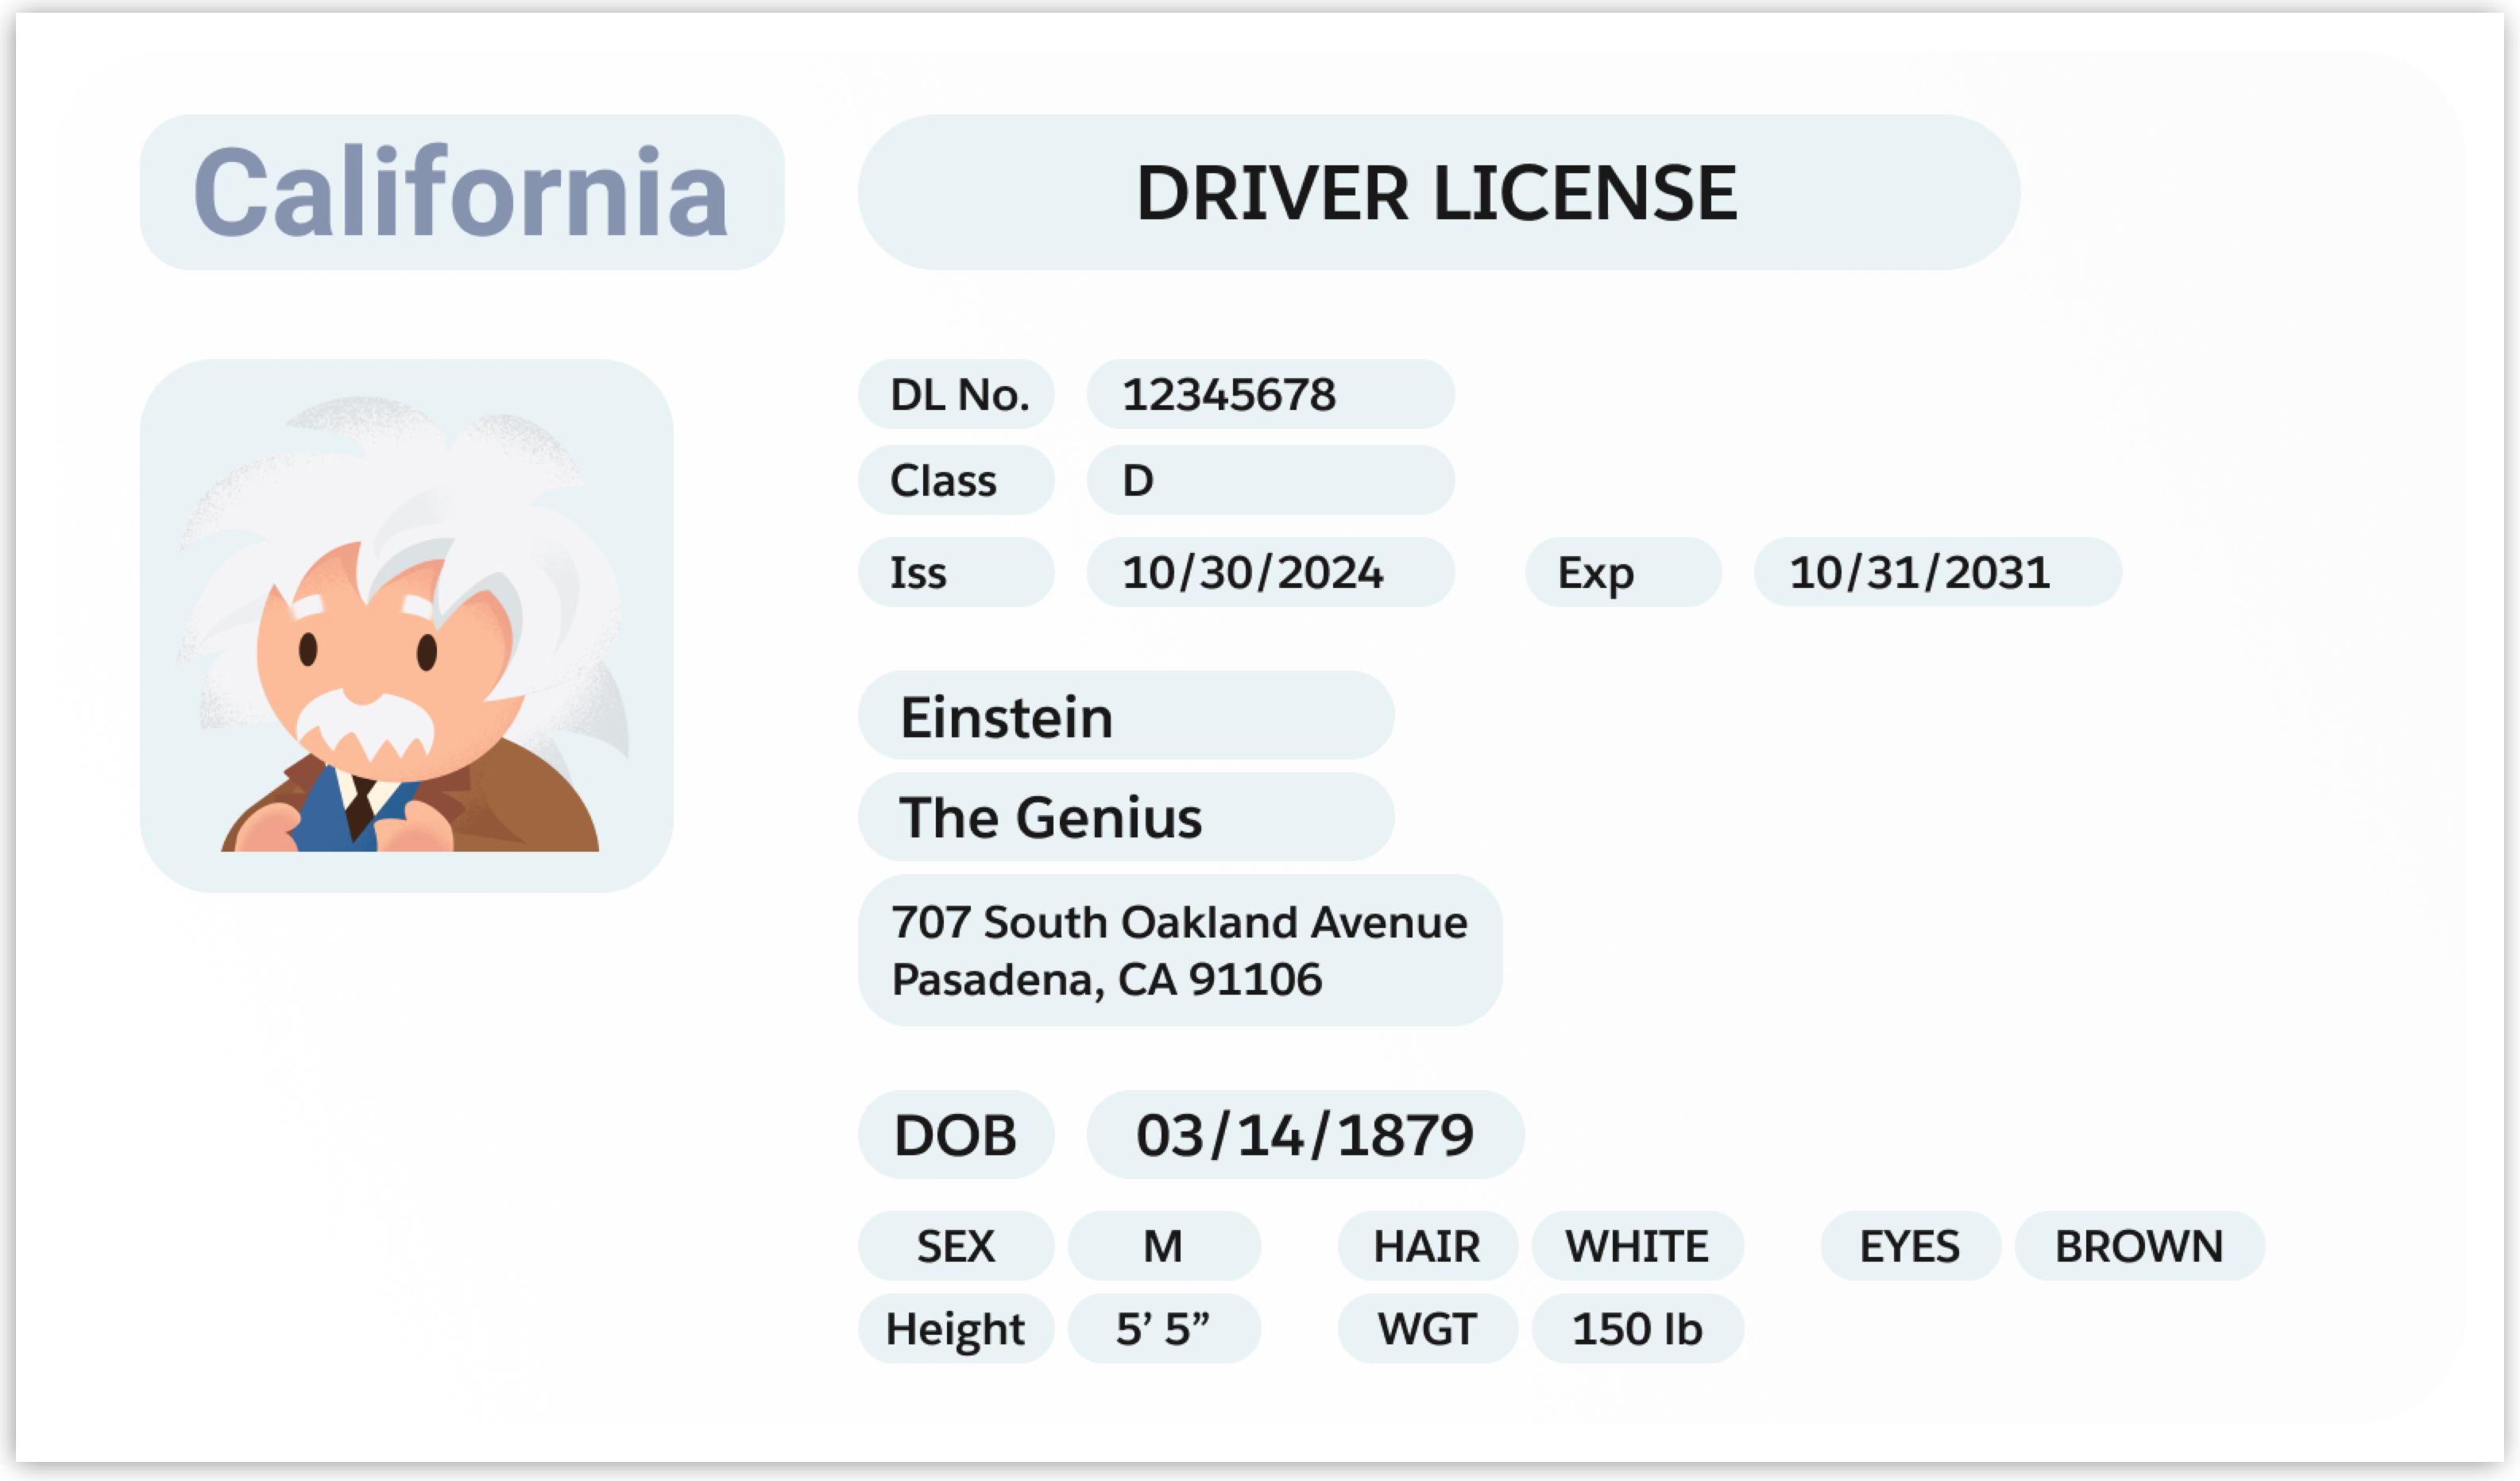 California
DRIVER LICENSE
DL No. 12345678
Class D
Iss 10/30/2024 Exp 10/31/2031
Einstein
The Genius
707 South Oakland Avenue
Pasadena, CA 91106
DOB 03/14/1879
SEX M HAIR WHITE EYES BROWN
Height 5’ 5” WGT 150 lb